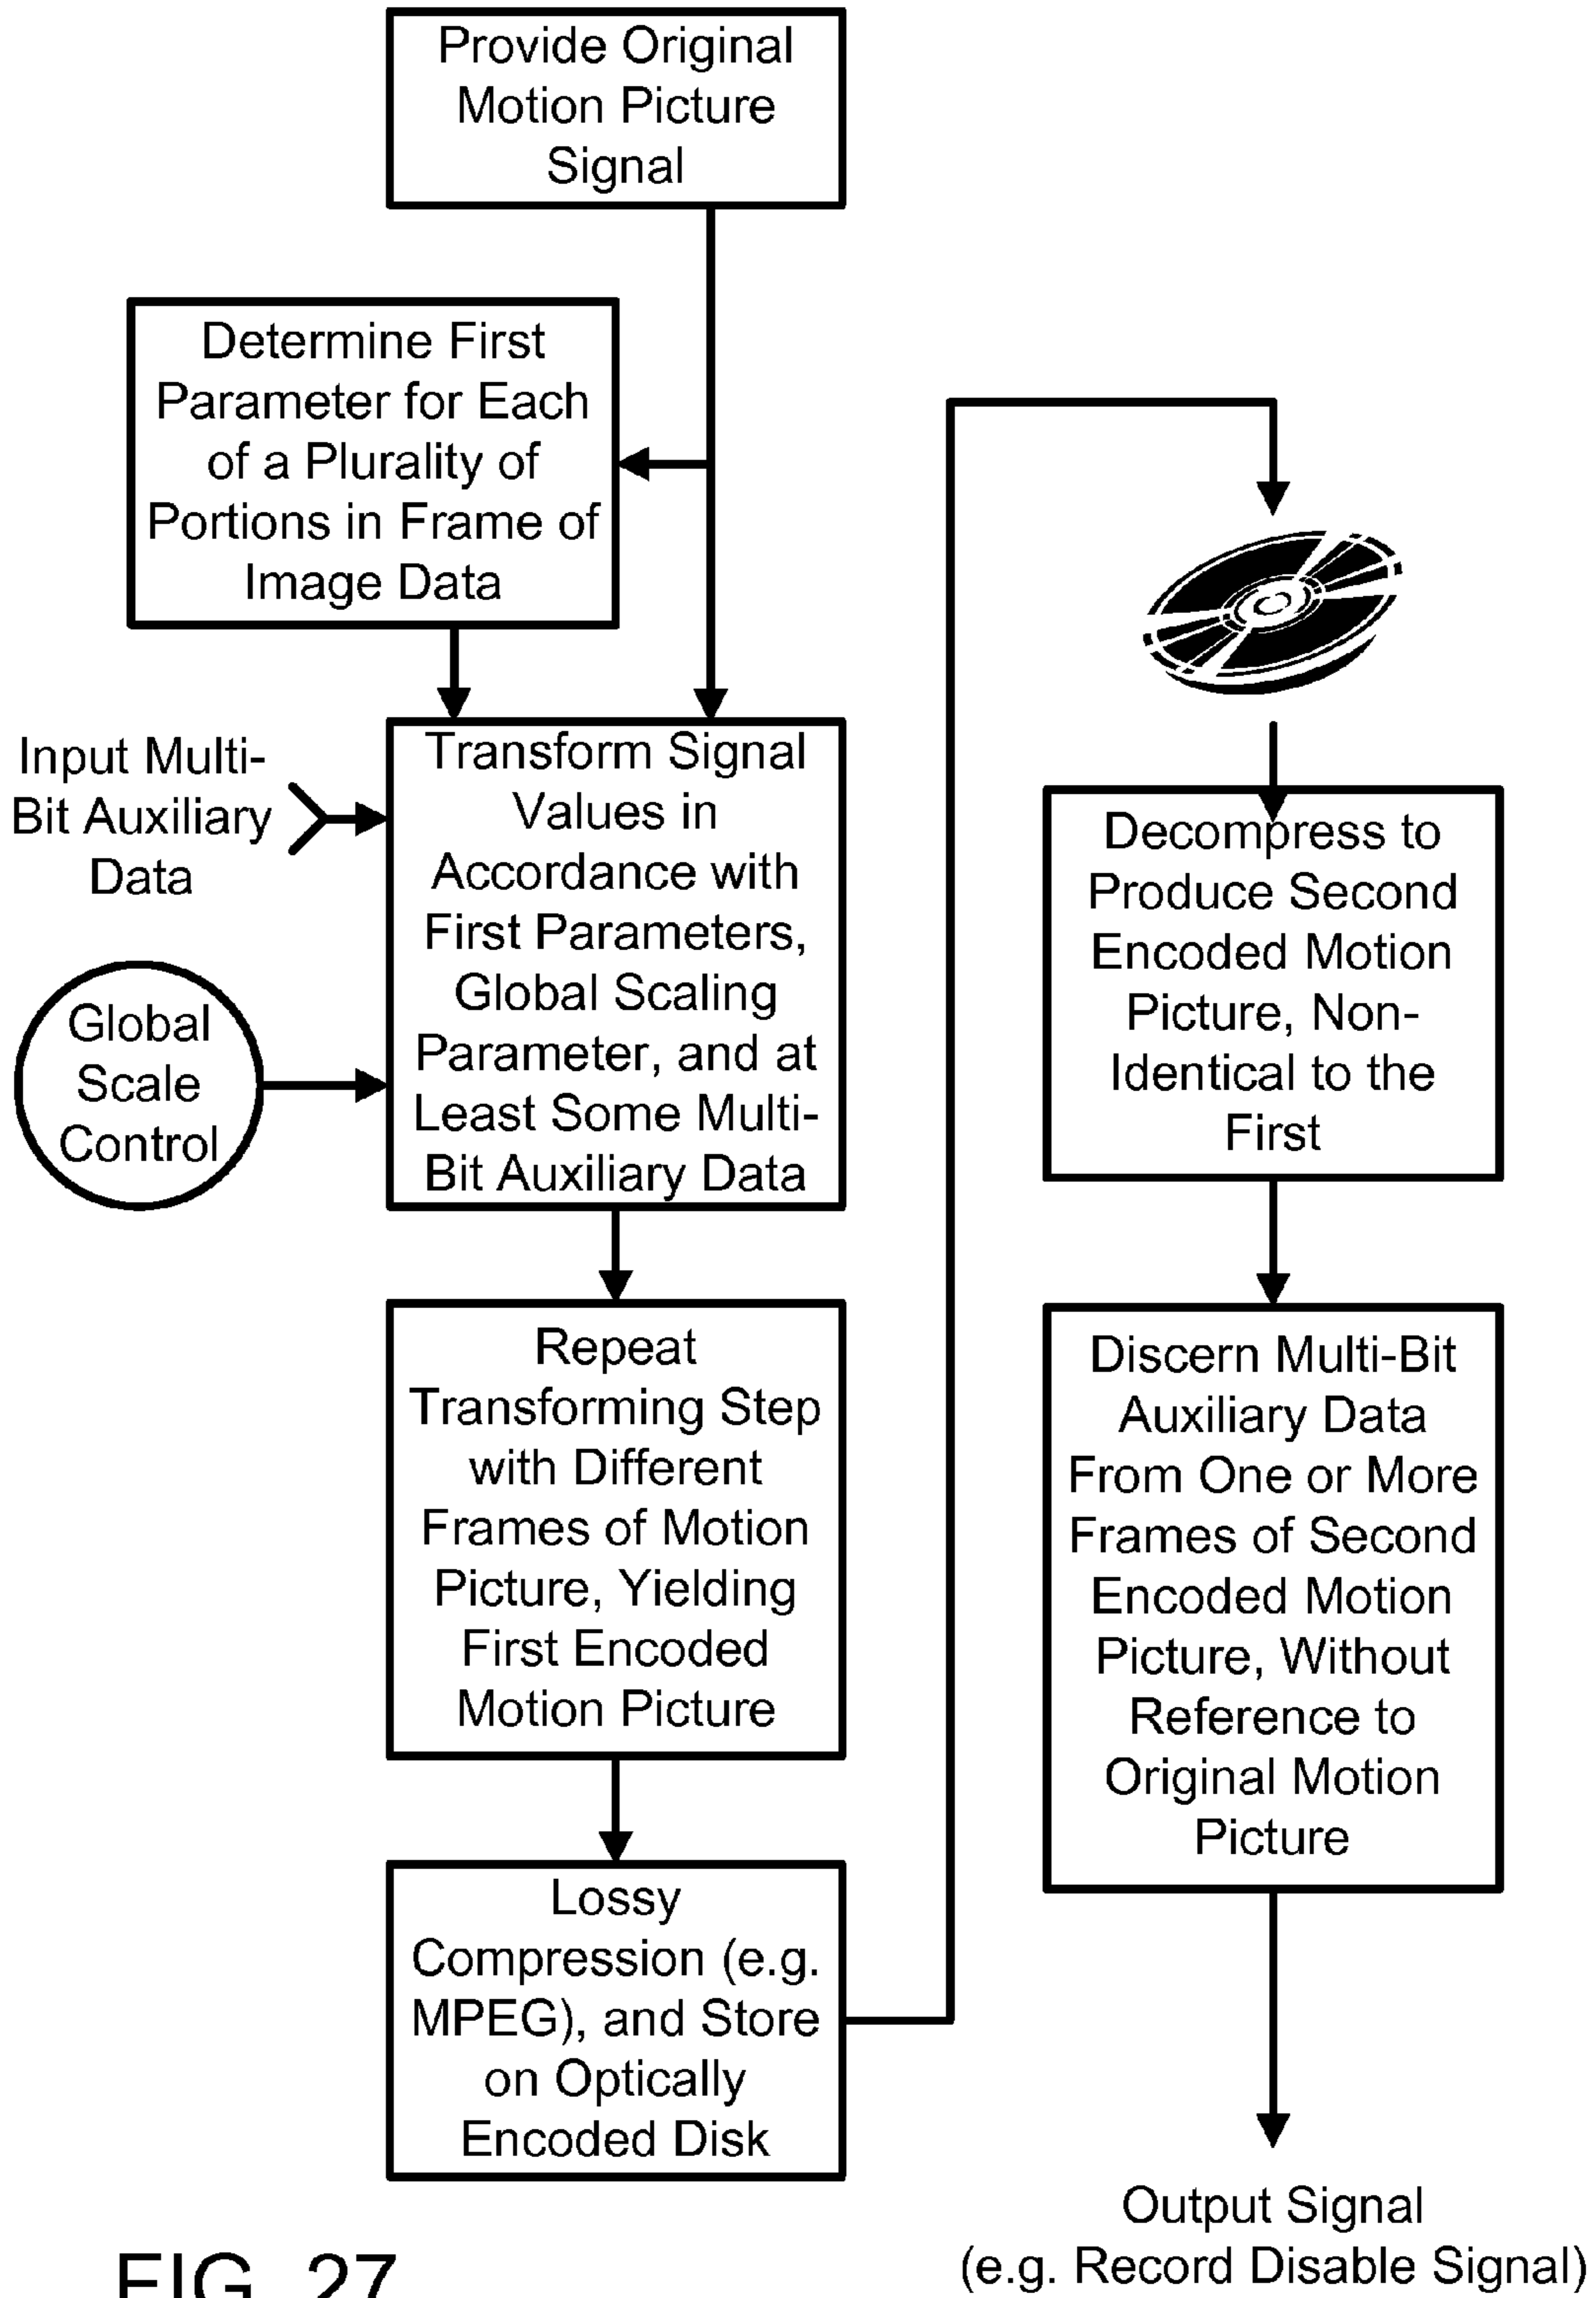 Provide Original
Motion Picture
Signal
Determine First
Parameter for Each
of a Plurality of
Portions in Frame of
Image Data
Input Multi-
Bit Auxiliary
Data
Global
Scale
Control
Transform Signal
Values in
Accordance with
First Parameters,
Global Scaling
Parameter, and at
Least Some Multi-
Bit Auxiliary Data
Repeat
Transforming Step
with Different
Frames of Motion
Picture, Yielding
First Encoded
Motion Picture
Lossy
Compression (e.g.
MPEG), and Store
on Optically
Encoded Disk
Decompress to
Produce Second
Encoded Motion
Picture, Non-
Identical to the
First
Discern Multi-Bit
Auxiliary Data
From One or More
Frames of Second
Encoded Motion
Picture, Without
Reference to
Original Motion
Picture
Output Signal
(e.g. Record Disable Signal)
FIG. 27